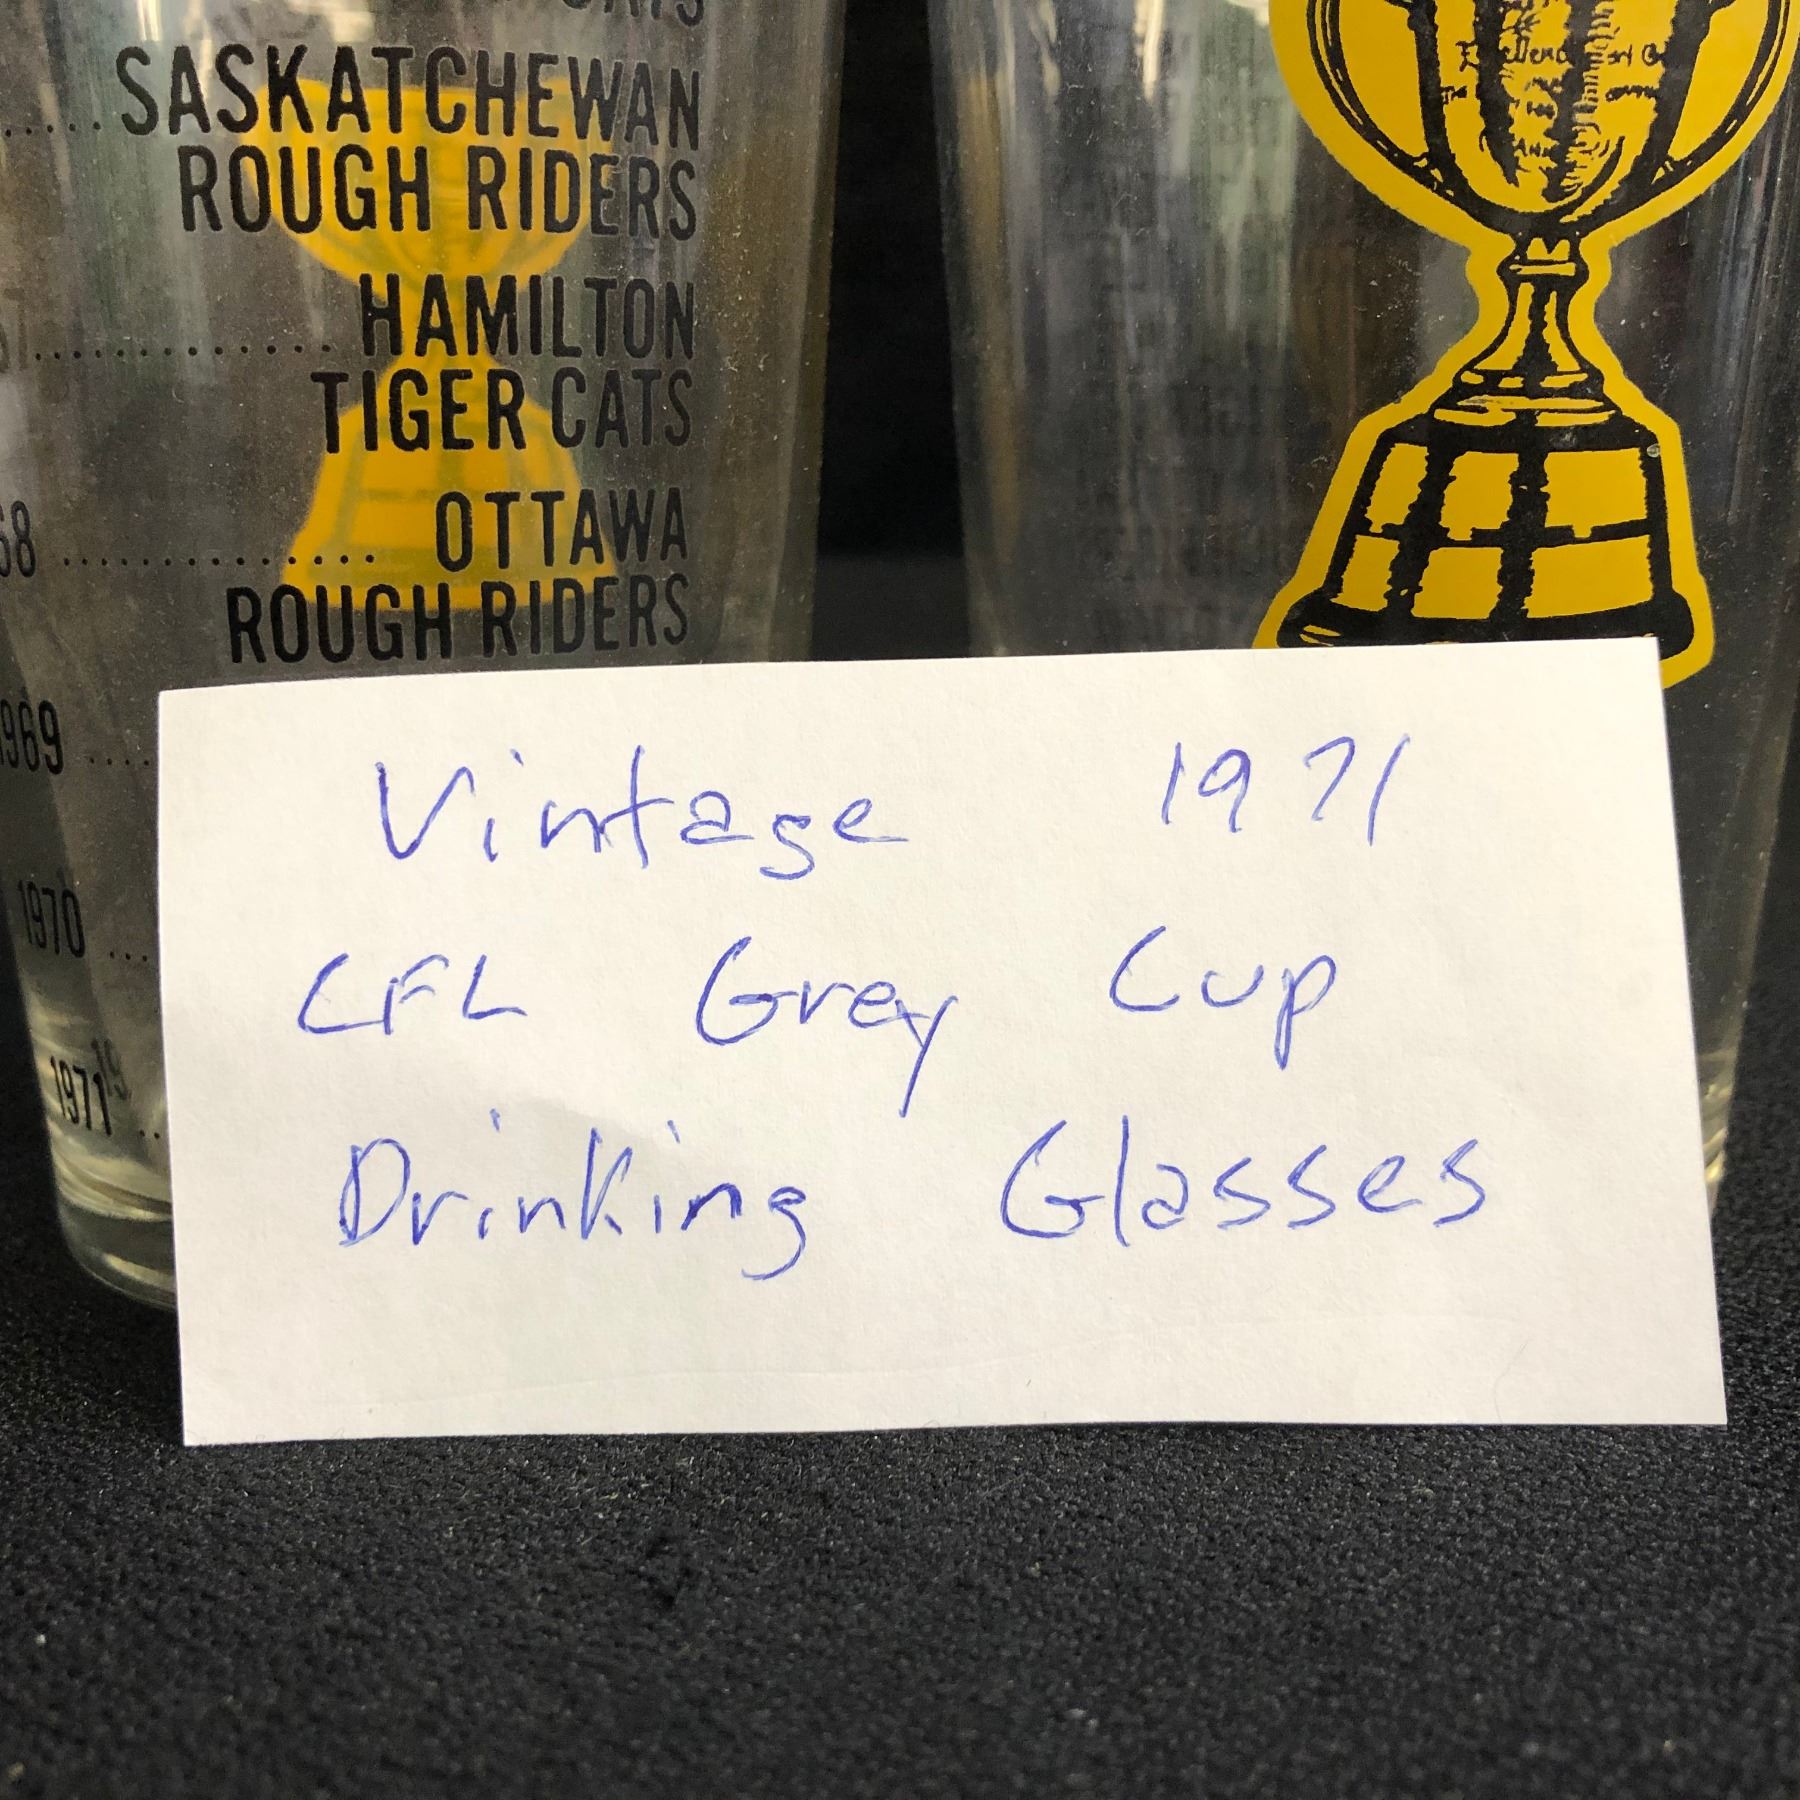 SASKATCHEWAN
ROUGH RIDERS
HAMILTON
TIGER CATS
68 .............. OTTAWA
ROUGH RIDERS
1969 ....
1970 ...
1971 ..
Vintage 1971
CFL Grey Cup
Drinking Glasses